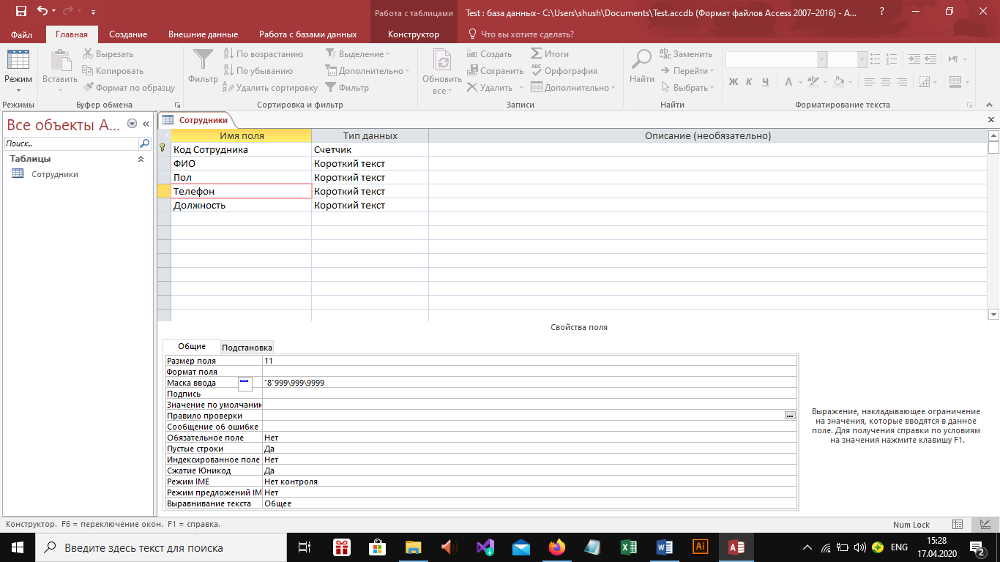 Работа с таблицами
Test : база данных- C:\Users\shush\Documents\Test.accdb (Формат файлов Access 2007–2016) - A...
?
Файл
Главная
Создание
Внешние данные
Работа с базами данных
Конструктор
Что вы хотите сделать?
Режим
Режимы
Вставить
Вырезать
Копировать
Формат по образцу
Буфер обмена
Фильтр
По возрастанию
По убыванию
Удалить сортировку
Выделение
Дополнительно
Фильтр
Сортировка и фильтр
Обновить
все
Создать
Сохранить
Удалить
Итоги
Орфография
Дополнительно
Записи
Найти
Заменить
Перейти
Выбрать
Найти
Ж К Ч
А
Форматирование текста
Все объекты A...
Поиск...
Таблицы
Сотрудники
Сотрудники
Имя поля Тип данных Описание (необязательно)
Код Сотрудника Счетчик
ФИО Короткий текст
Пол Короткий текст
Телефон Короткий текст
Должность Короткий текст
Свойства поля
Общие Подстановка
Размер поля 11
Формат поля
Маска ввода "8"999\999\9999
Подпись
Значение по умолчани
Правило проверки
Сообщение об ошибке
Обязательное поле Нет
Пустые строки Да
Индексированное поле Нет
Сжатие Юникод Да
Режим IME Нет контроля
Режим предложений IM Нет
Выравнивание текста Общее
Выражение, накладывающее ограничение
на значения, которые вводятся в данное
поле. Для получения справки по условиям
на значения нажмите клавишу F1.
Конструктор. F6 = переключение окон. F1 = справка.
Num Lock
Введите здесь текст для поиска
Ai
ENG
15:28
17.04.2020
2